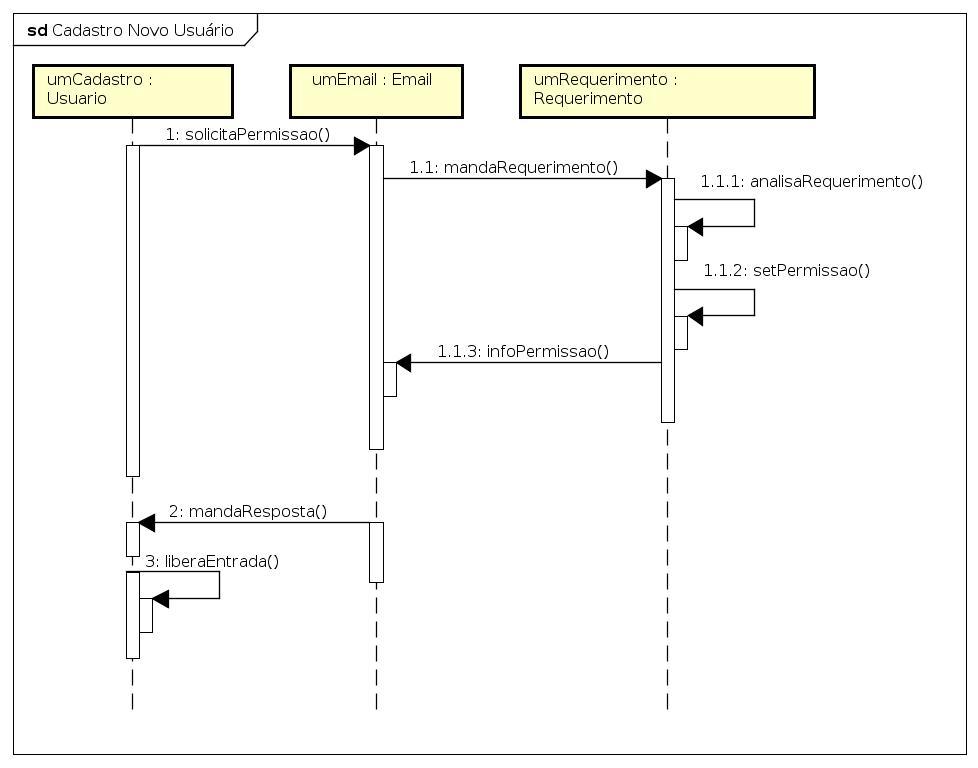 sd Cadastro Novo Usuário
umCadastro :
Usuario
umEmail : Email
umRequerimento :
Requerimento
1: solicitaPermissao()
1.1: mandaRequerimento()
1.1.1: analisaRequerimento()
1.1.2: setPermissao()
1.1.3: infoPermissao()
2: mandaResposta()
3: liberaEntrada()